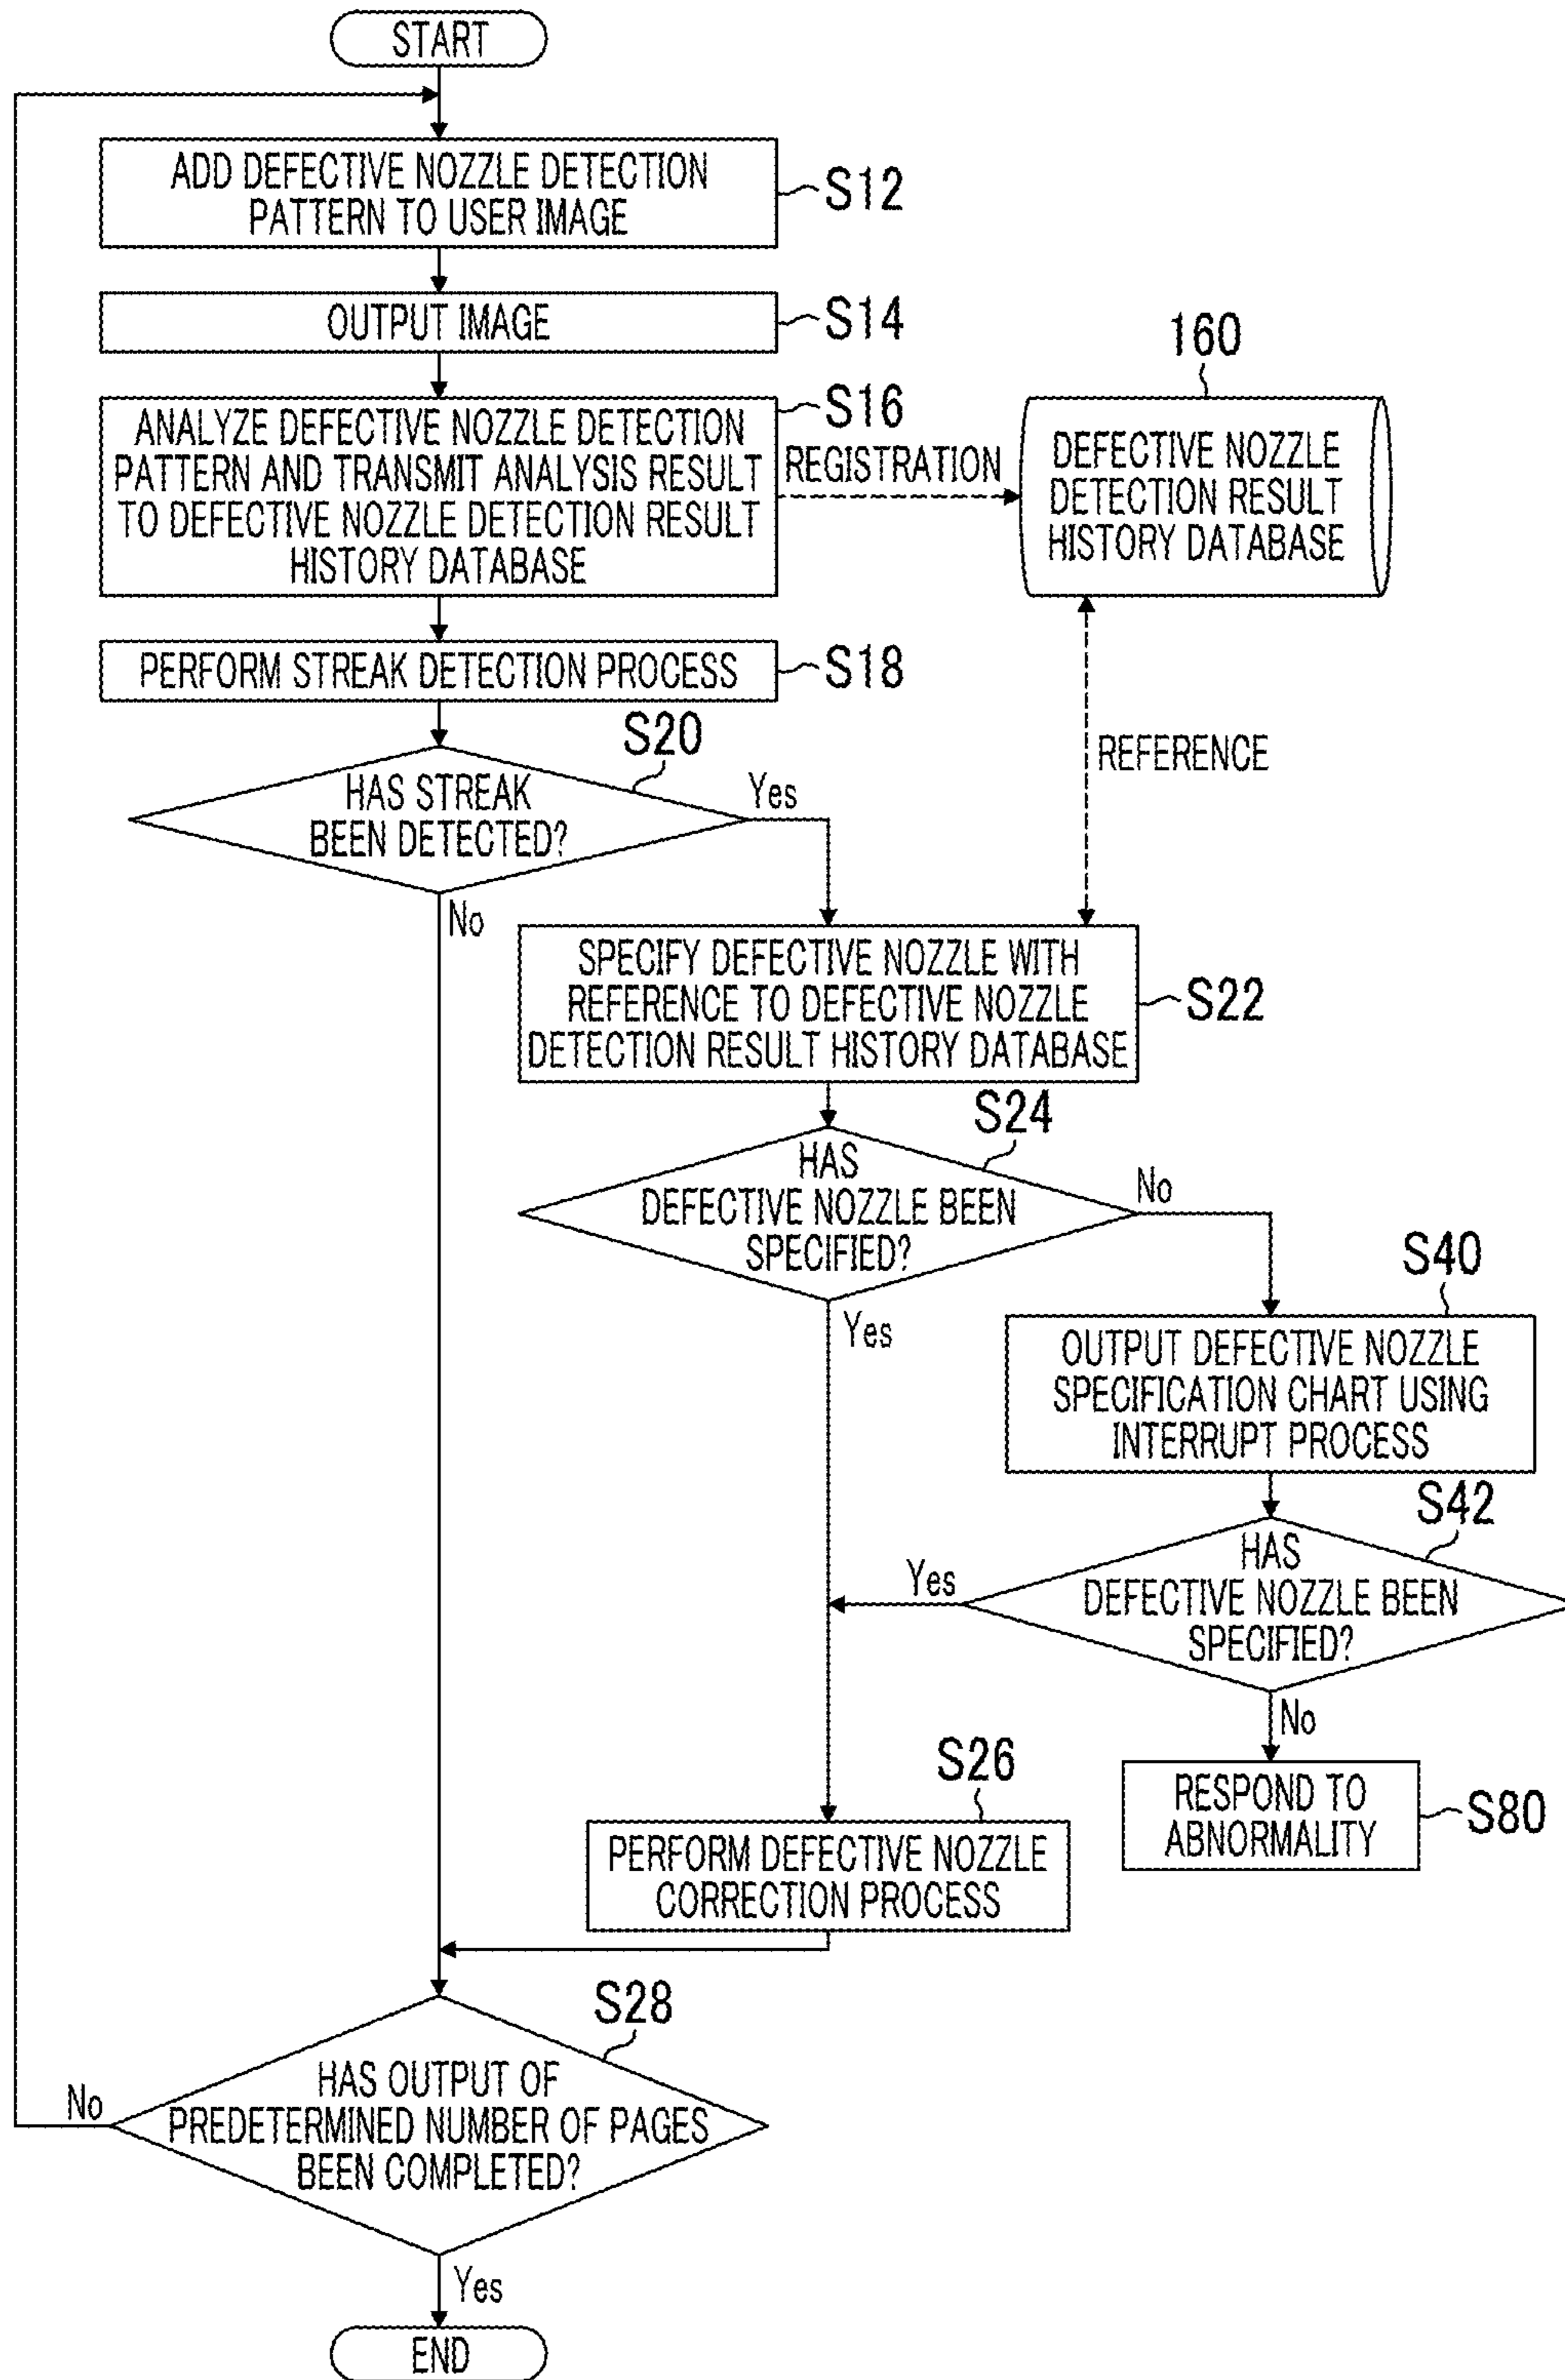 START
ADD DEFECTIVE NOZZLE DETECTION
PATTERN TO USER IMAGE
S12
OUTPUT IMAGE
S14
160
ANALYZE DEFECTIVE NOZZLE DETECTION
PATTERN AND TRANSMIT ANALYSIS RESULT
TO DEFECTIVE NOZZLE DETECTION RESULT
HISTORY DATABASE
S16
REGISTRATION
DEFECTIVE NOZZLE
DETECTION RESULT
HISTORY DATABASE
PERFORM STREAK DETECTION PROCESS
S18
S20
HAS STREAK
BEEN DETECTED?
Yes
No
REFERENCE
SPECIFY DEFECTIVE NOZZLE WITH
REFERENCE TO DEFECTIVE NOZZLE
DETECTION RESULT HISTORY DATABASE
S22
S24
HAS
DEFECTIVE NOZZLE BEEN
SPECIFIED?
No
Yes
S40
OUTPUT DEFECTIVE NOZZLE
SPECIFICATION CHART USING
INTERRUPT PROCESS
S42
HAS
DEFECTIVE NOZZLE BEEN
SPECIFIED?
Yes
No
S26
PERFORM DEFECTIVE NOZZLE
CORRECTION PROCESS
RESPOND TO
ABNORMALITY
S80
S28
HAS OUTPUT OF
PREDETERMINED NUMBER OF PAGES
BEEN COMPLETED?
No
Yes
END